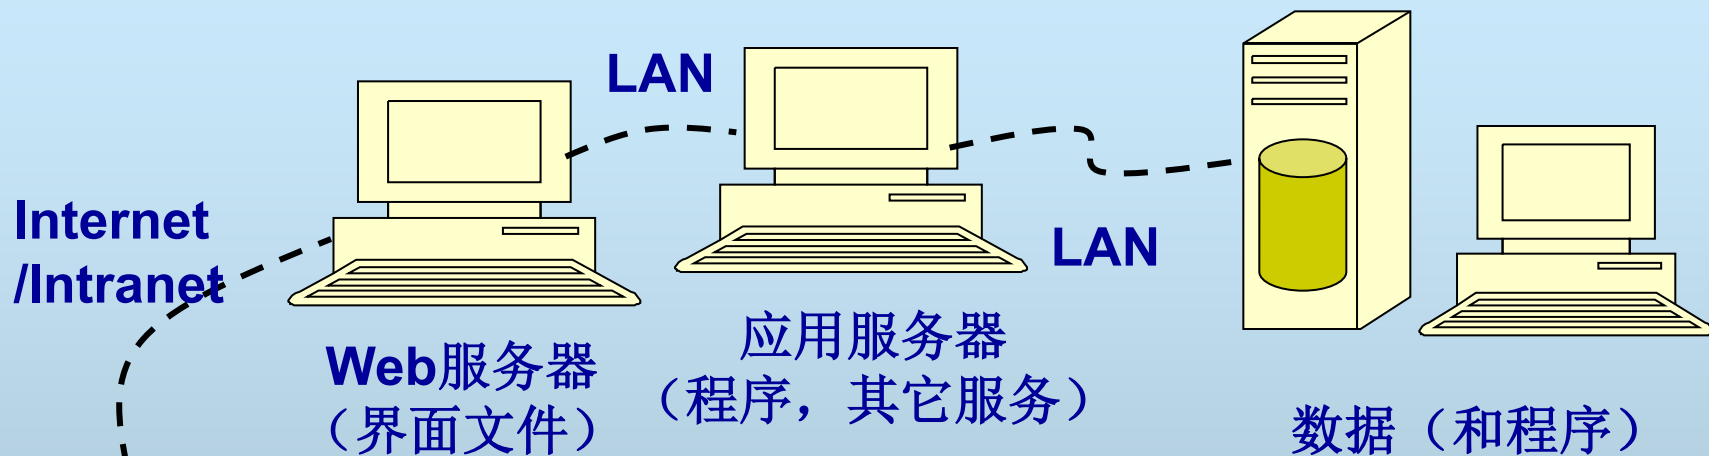 LAN
Internet
/Intranet
LAN
Web服务器
（界面文件）
应用服务器
（程序，其它服务）
数据（和程序）